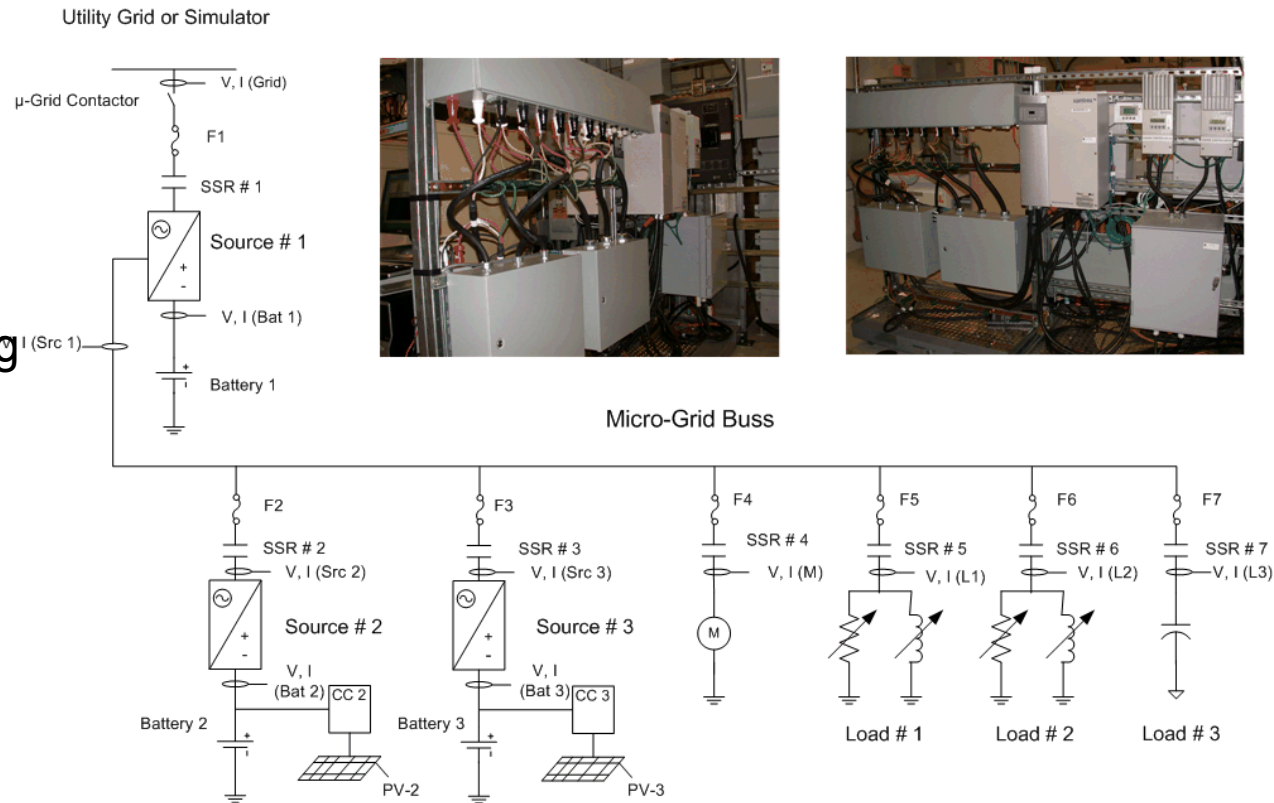 Utility Grid or Simulator
V, I (Grid)
µ-Grid Contactor
F1
SSR # 1
Source # 1
+
-
V, I (Bat 1)
g
I (Src 1)
+
Battery 1
Micro-Grid Buss
F2
F3
F4
F5
F6
F7
SSR # 2
SSR # 3
SSR # 4
SSR # 5
SSR # 6
SSR # 7
V, I (Src 2)
V, I (Src 3)
V, I (M)
V, I (L1)
V, I (L2)
V, I (L3)
Source # 2
+
-
Source # 3
+
-
M
V, I
(Bat 2)
CC 2
V, I
(Bat 3)
CC 3
Battery 2
+
Battery 3
+
Load # 1
Load # 2
Load # 3
PV-2
PV-3